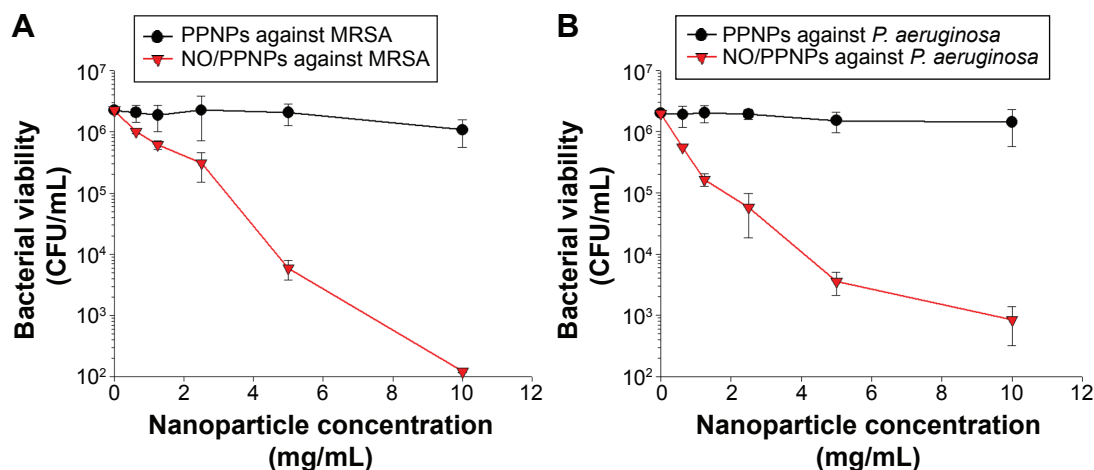 A
PPNPs against MRSA
NO/PPNPs against MRSA
10⁷
10⁶
10⁵
10⁴
10³
10²
Bacterial viability
(CFU/mL)
0 2 4 6 8 10 12
Nanoparticle concentration
(mg/mL)
B
PPNPs against P. aeruginosa
NO/PPNPs against P. aeruginosa
10⁷
10⁶
10⁵
10⁴
10³
10²
Bacterial viability
(CFU/mL)
0 2 4 6 8 10 12
Nanoparticle concentration
(mg/mL)